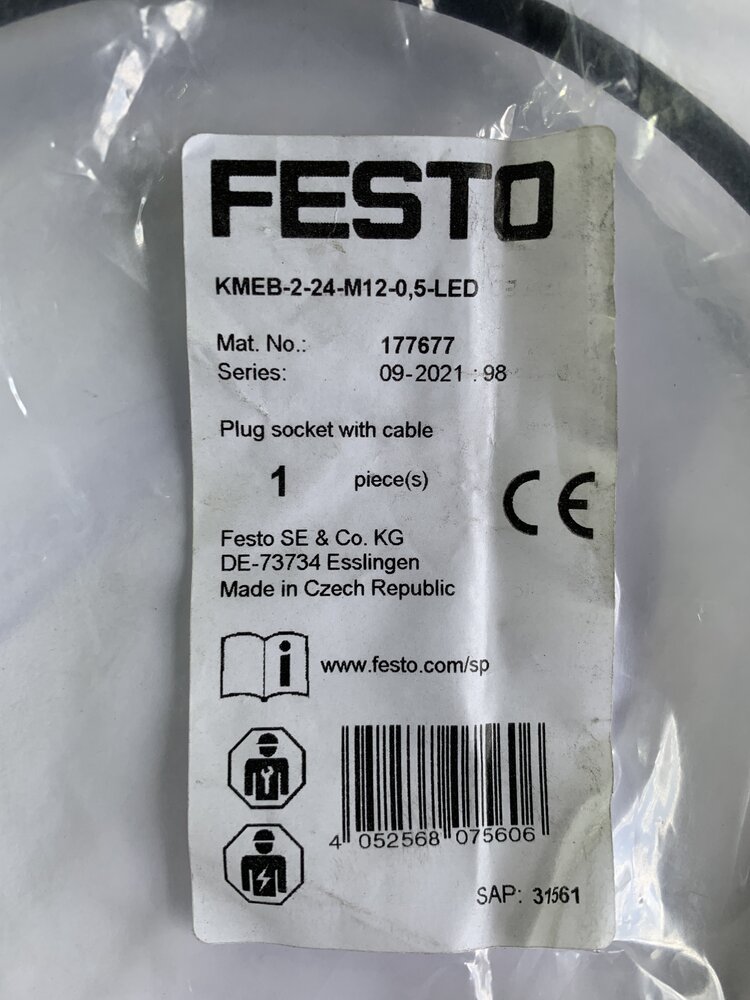 FESTO
KMEB-2-24-M12-0,5-LED
Mat. No.: 177677
Series: 09-2021 : 98
Plug socket with cable
1 piece(s)
CE
Festo SE & Co. KG
DE-73734 Esslingen
Made in Czech Republic
i www.festo.com/sp
4 052568 075606
SAP: 31561